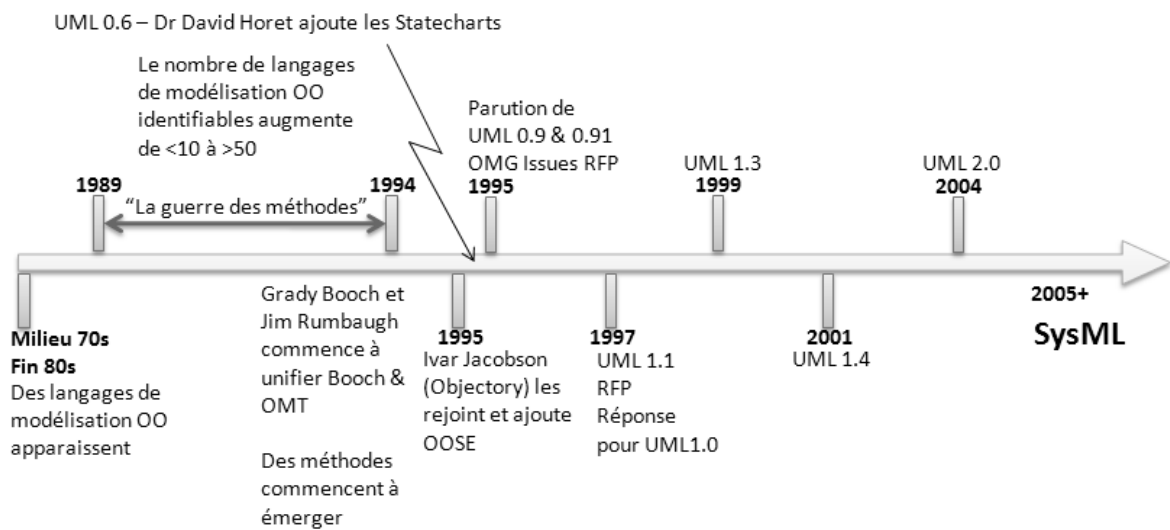 UML 0.6 – Dr David Horet ajoute les Statecharts
Le nombre de langages
de modélisation OO
identifiables augmente
de <10 à >50
Parution de
UML 0.9 & 0.91
OMG Issues RFP
UML 1.3
UML 2.0
1989
1994
1995
1999
2004
“La guerre des méthodes”
Milieu 70s
Fin 80s
Des langages de
modélisation OO
apparaissent
Grady Booch et
Jim Rumbaugh
commence à
unifier Booch &
OMT
Des méthodes
commencent à
émerger
1995
Ivar Jacobson
(Objectory) les
rejoint et ajoute
OOSE
1997
UML 1.1
RFP
Réponse
pour UML1.0
2001
UML 1.4
2005+
SysML